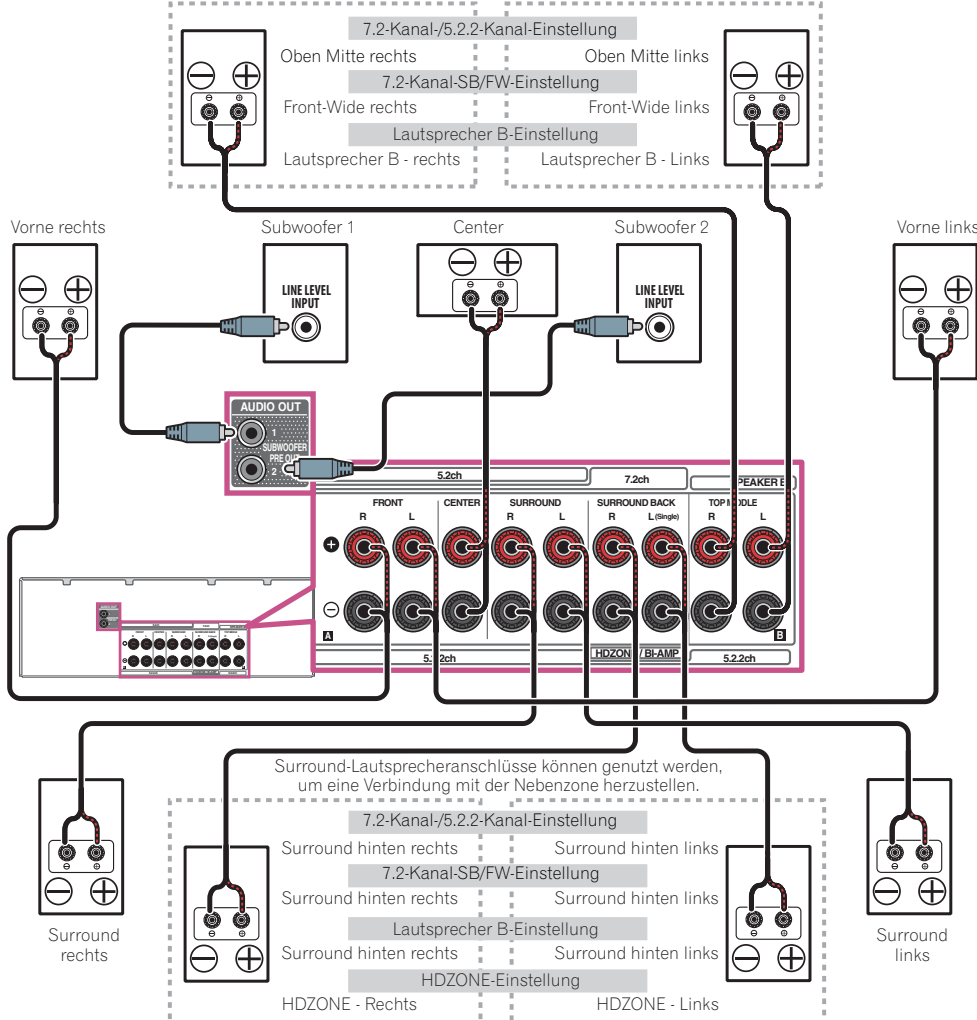 7.2-Kanal-/5.2.2-Kanal-Einstellung
Oben Mitte rechts
Oben Mitte links
7.2-Kanal-SB/FW-Einstellung
Front-Wide rechts
Front-Wide links
Lautsprecher B-Einstellung
Lautsprecher B - rechts
Lautsprecher B - Links
Vorne rechts
Subwoofer 1
Center
Subwoofer 2
Vorne links
LINE LEVEL
INPUT
LINE LEVEL
INPUT
AUDIO OUT
1
SUBWOOFER
PRE OUT
2
5.2ch
7.2ch
FRONT
CENTER
SURROUND
SURROUND BACK
R
L
R
L
R
L (Single)
R
L
A
B
HDZONE / BI-AMP
5.2.2ch
Surround-Lautsprecheranschlüsse können genutzt werden,
um eine Verbindung mit der Nebenzone herzustellen.
7.2-Kanal-/5.2.2-Kanal-Einstellung
Surround hinten rechts
Surround hinten links
7.2-Kanal-SB/FW-Einstellung
Surround hinten rechts
Surround hinten links
Lautsprecher B-Einstellung
Surround hinten rechts
Surround hinten links
HDZONE-Einstellung
HDZONE - Rechts
HDZONE - Links
Surround
rechts
Surround
links